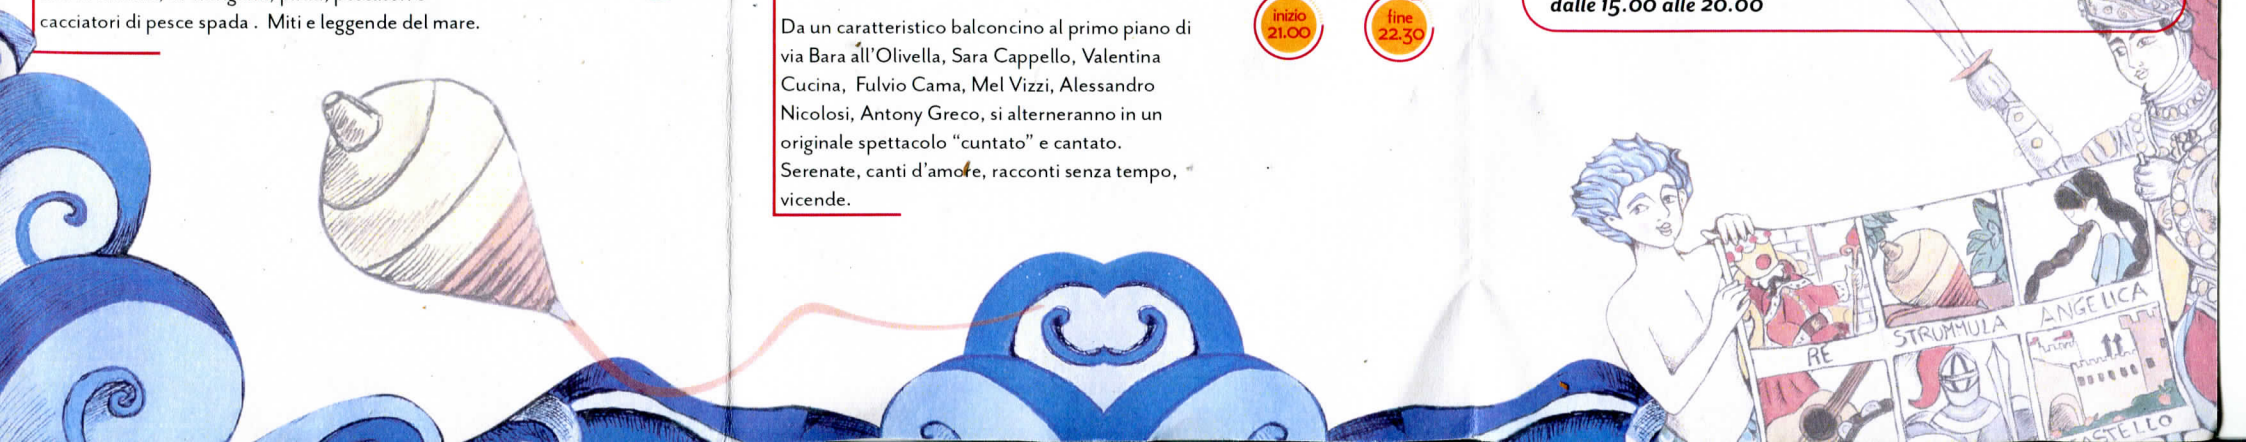 cacciatori di pesce spada . Miti e leggende del mare.
Da un caratteristico balconcino al primo piano di
via Bara all'Olivella, Sara Cappello, Valentina
Cucina, Fulvio Cama, Mel Vizzi, Alessandro
Nicolosi, Antony Greco, si alterneranno in un
originale spettacolo “cuntato” e cantato.
Serenate, canti d'amore, racconti senza tempo,
vicende.
inizio
21.00
fine
22.30
dalle 15.00 alle 20.00
RE
STRUMMULA
ANGELICA